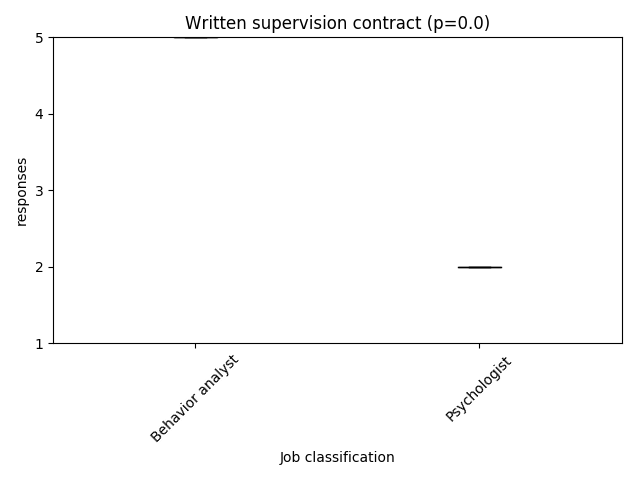 Written supervision contract (p=0.0)
responses
5
4
3
2
1
Behavior analyst
Psychologist
Job classification